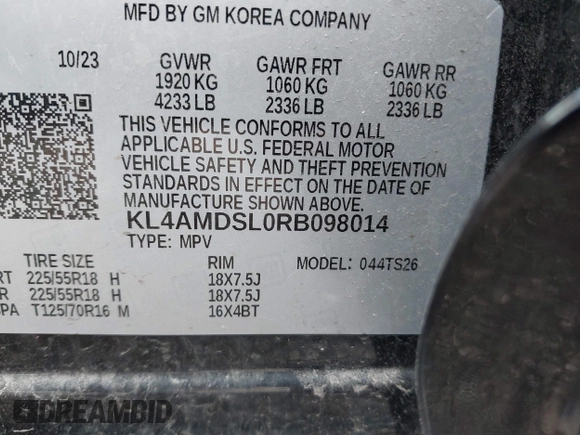 MFD BY GM KOREA COMPANY
10/23 GVWR GAWR FRT GAWR RR
1920 KG 1060 KG 1060 KG
4233 LB 2336 LB 2336 LB
THIS VEHICLE CONFORMS TO ALL
APPLICABLE U.S. FEDERAL MOTOR
VEHICLE SAFETY AND THEFT PREVENTION
STANDARDS IN EFFECT ON THE DATE OF
MANUFACTURE SHOWN ABOVE.
KL4AMDSL0RB098014
TYPE: MPV
TIRE SIZE RIM MODEL: 044TS26
RT 225/55R18 H 18X7.5J
R 225/55R18 H 18X7.5J
PA T125/70R16 M 16X4BT
DREAMBID